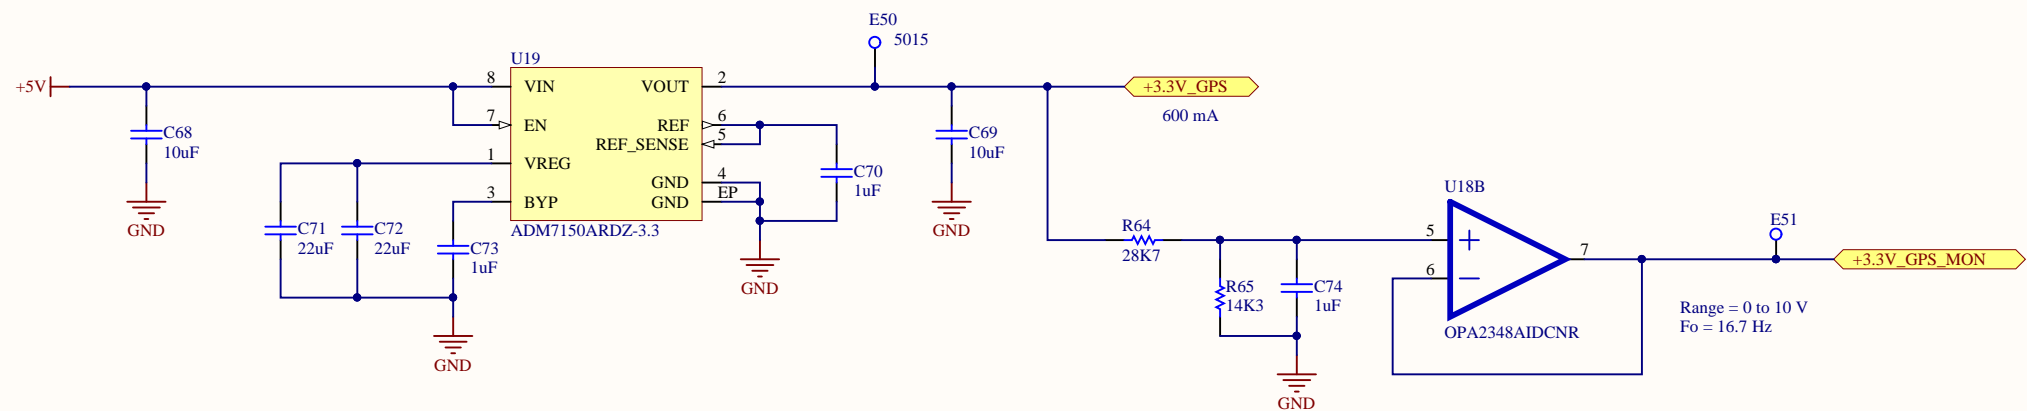 E50
5015
U19
+5V
8
VIN
VOUT
2
+3.3V_GPS
600 mA
7
EN
REF
6
REF_SENSE
5
C68
10uF
C69
10uF
1
VREG
GND
4
EP
C70
1uF
3
BYP
GND
ADM7150ARDZ-3.3
C71
22uF
C72
22uF
C73
1uF
GND
GND
GND
GND
U18B
R64
28K7
5
6
7
E51
+3.3V_GPS_MON
R65
14K3
C74
1uF
OPA2348AIDCNR
Range = 0 to 10 V
Fo = 16.7 Hz
GND